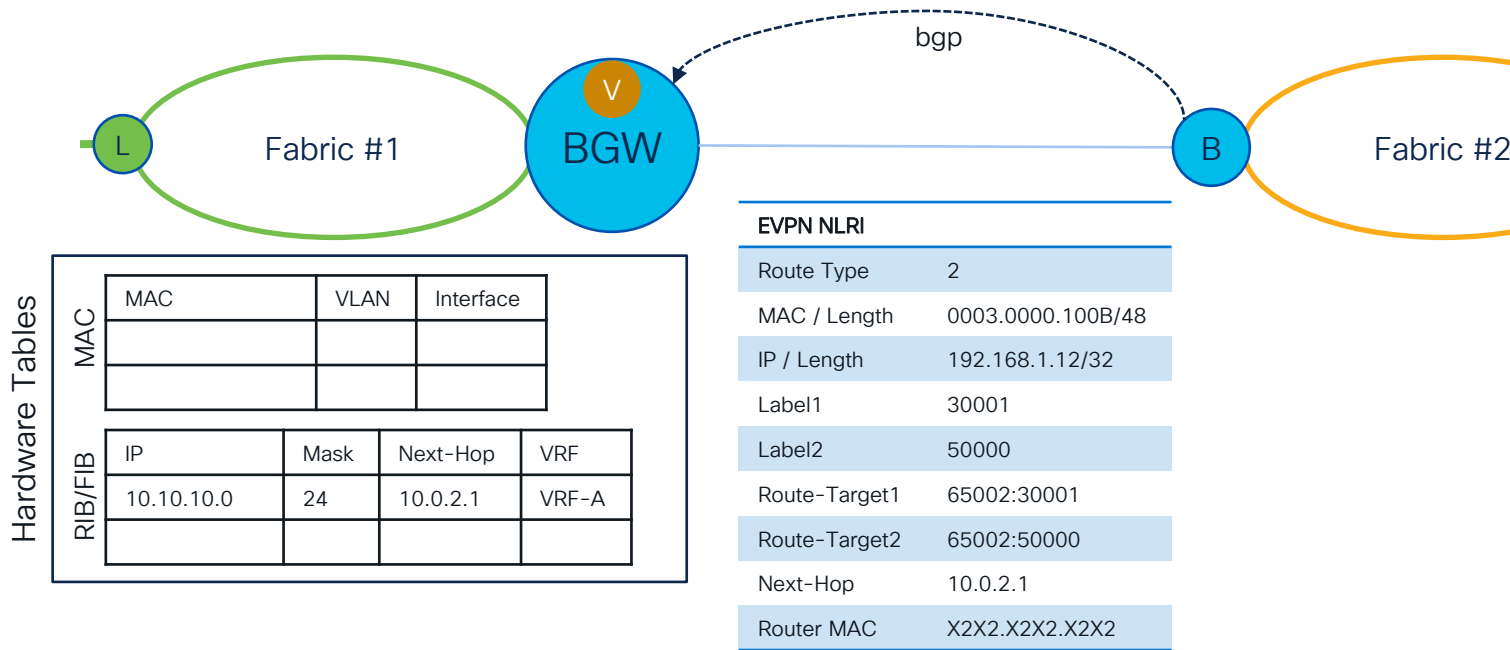 bgp
V
L
Fabric #1
BGW
B
Fabric #2
Hardware Tables
MAC
MAC VLAN Interface
RIB/FIB
IP Mask Next-Hop VRF
10.10.10.0 24 10.0.2.1 VRF-A
EVPN NLRI
Route Type 2
MAC / Length 0003.0000.100B/48
IP / Length 192.168.1.12/32
Label1 30001
Label2 50000
Route-Target1 65002:30001
Route-Target2 65002:50000
Next-Hop 10.0.2.1
Router MAC X2X2.X2X2.X2X2